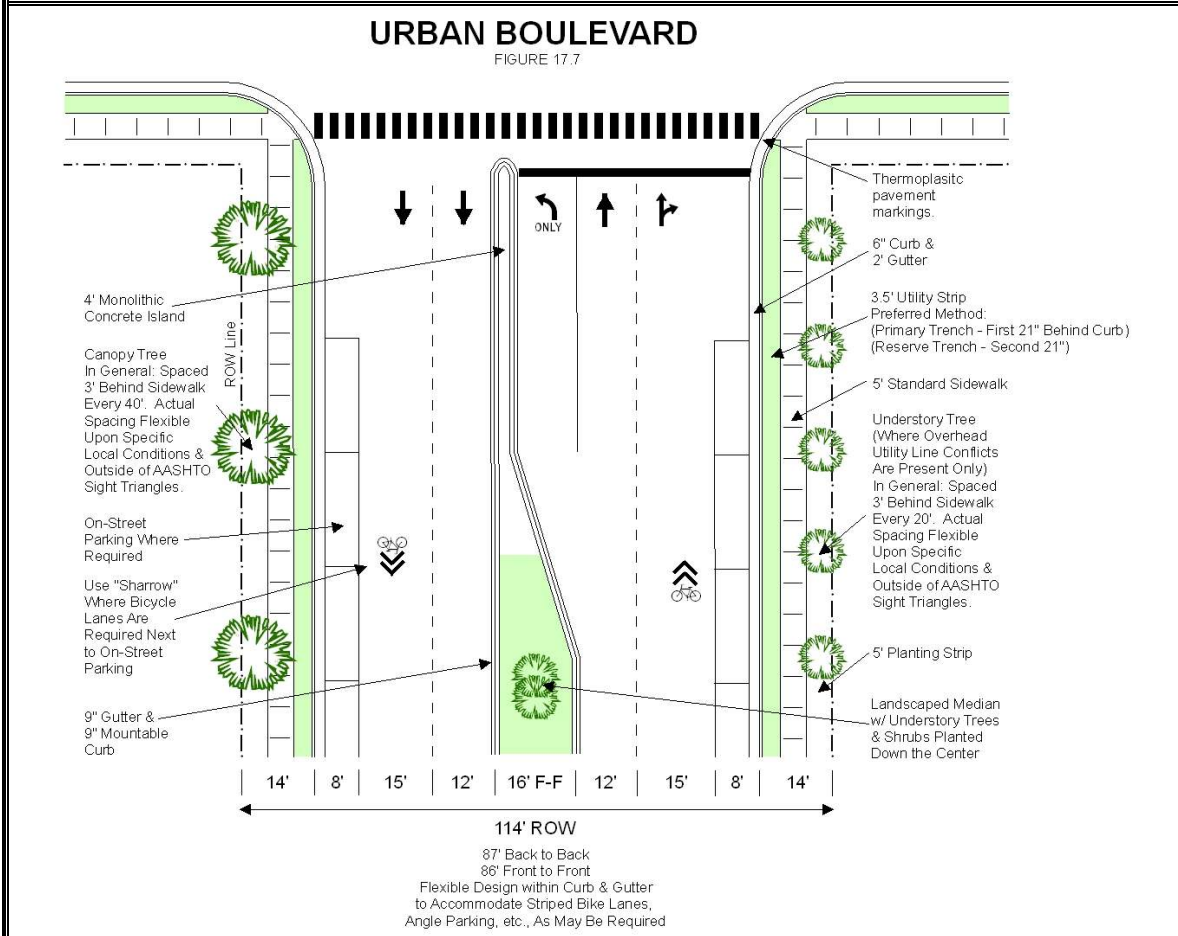 URBAN BOULEVARD
FIGURE 17.7
ONLY
4' Monolithic
Concrete Island
ROW Line
Canopy Tree
In General: Spaced
3' Behind Sidewalk
Every 40'. Actual
Spacing Flexible
Upon Specific
Local Conditions &
Outside of AASHTO
Sight Triangles.
On-Street
Parking Where
Required
Use "Sharrow"
Where Bicycle
Lanes Are
Required Next
to On-Street
Parking
9" Gutter &
9" Mountable
Curb
Thermoplasitc
pavement
markings.
6" Curb &
2' Gutter
3.5' Utility Strip
Preferred Method:
(Primary Trench - First 21" Behind Curb)
(Reserve Trench - Second 21")
5' Standard Sidewalk
Understory Tree
(Where Overhead
Utility Line Conflicts
Are Present Only)
In General: Spaced
3' Behind Sidewalk
Every 20'. Actual
Spacing Flexible
Upon Specific
Local Conditions &
Outside of AASHTO
Sight Triangles.
5' Planting Strip
Landscaped Median
w/ Understory Trees
& Shrubs Planted
Down the Center
14' 8' 15' 12' 16' F-F 12' 15' 8' 14'
114' ROW
87' Back to Back
86' Front to Front
Flexible Design within Curb & Gutter
to Accommodate Striped Bike Lanes,
Angle Parking, etc., As May Be Required